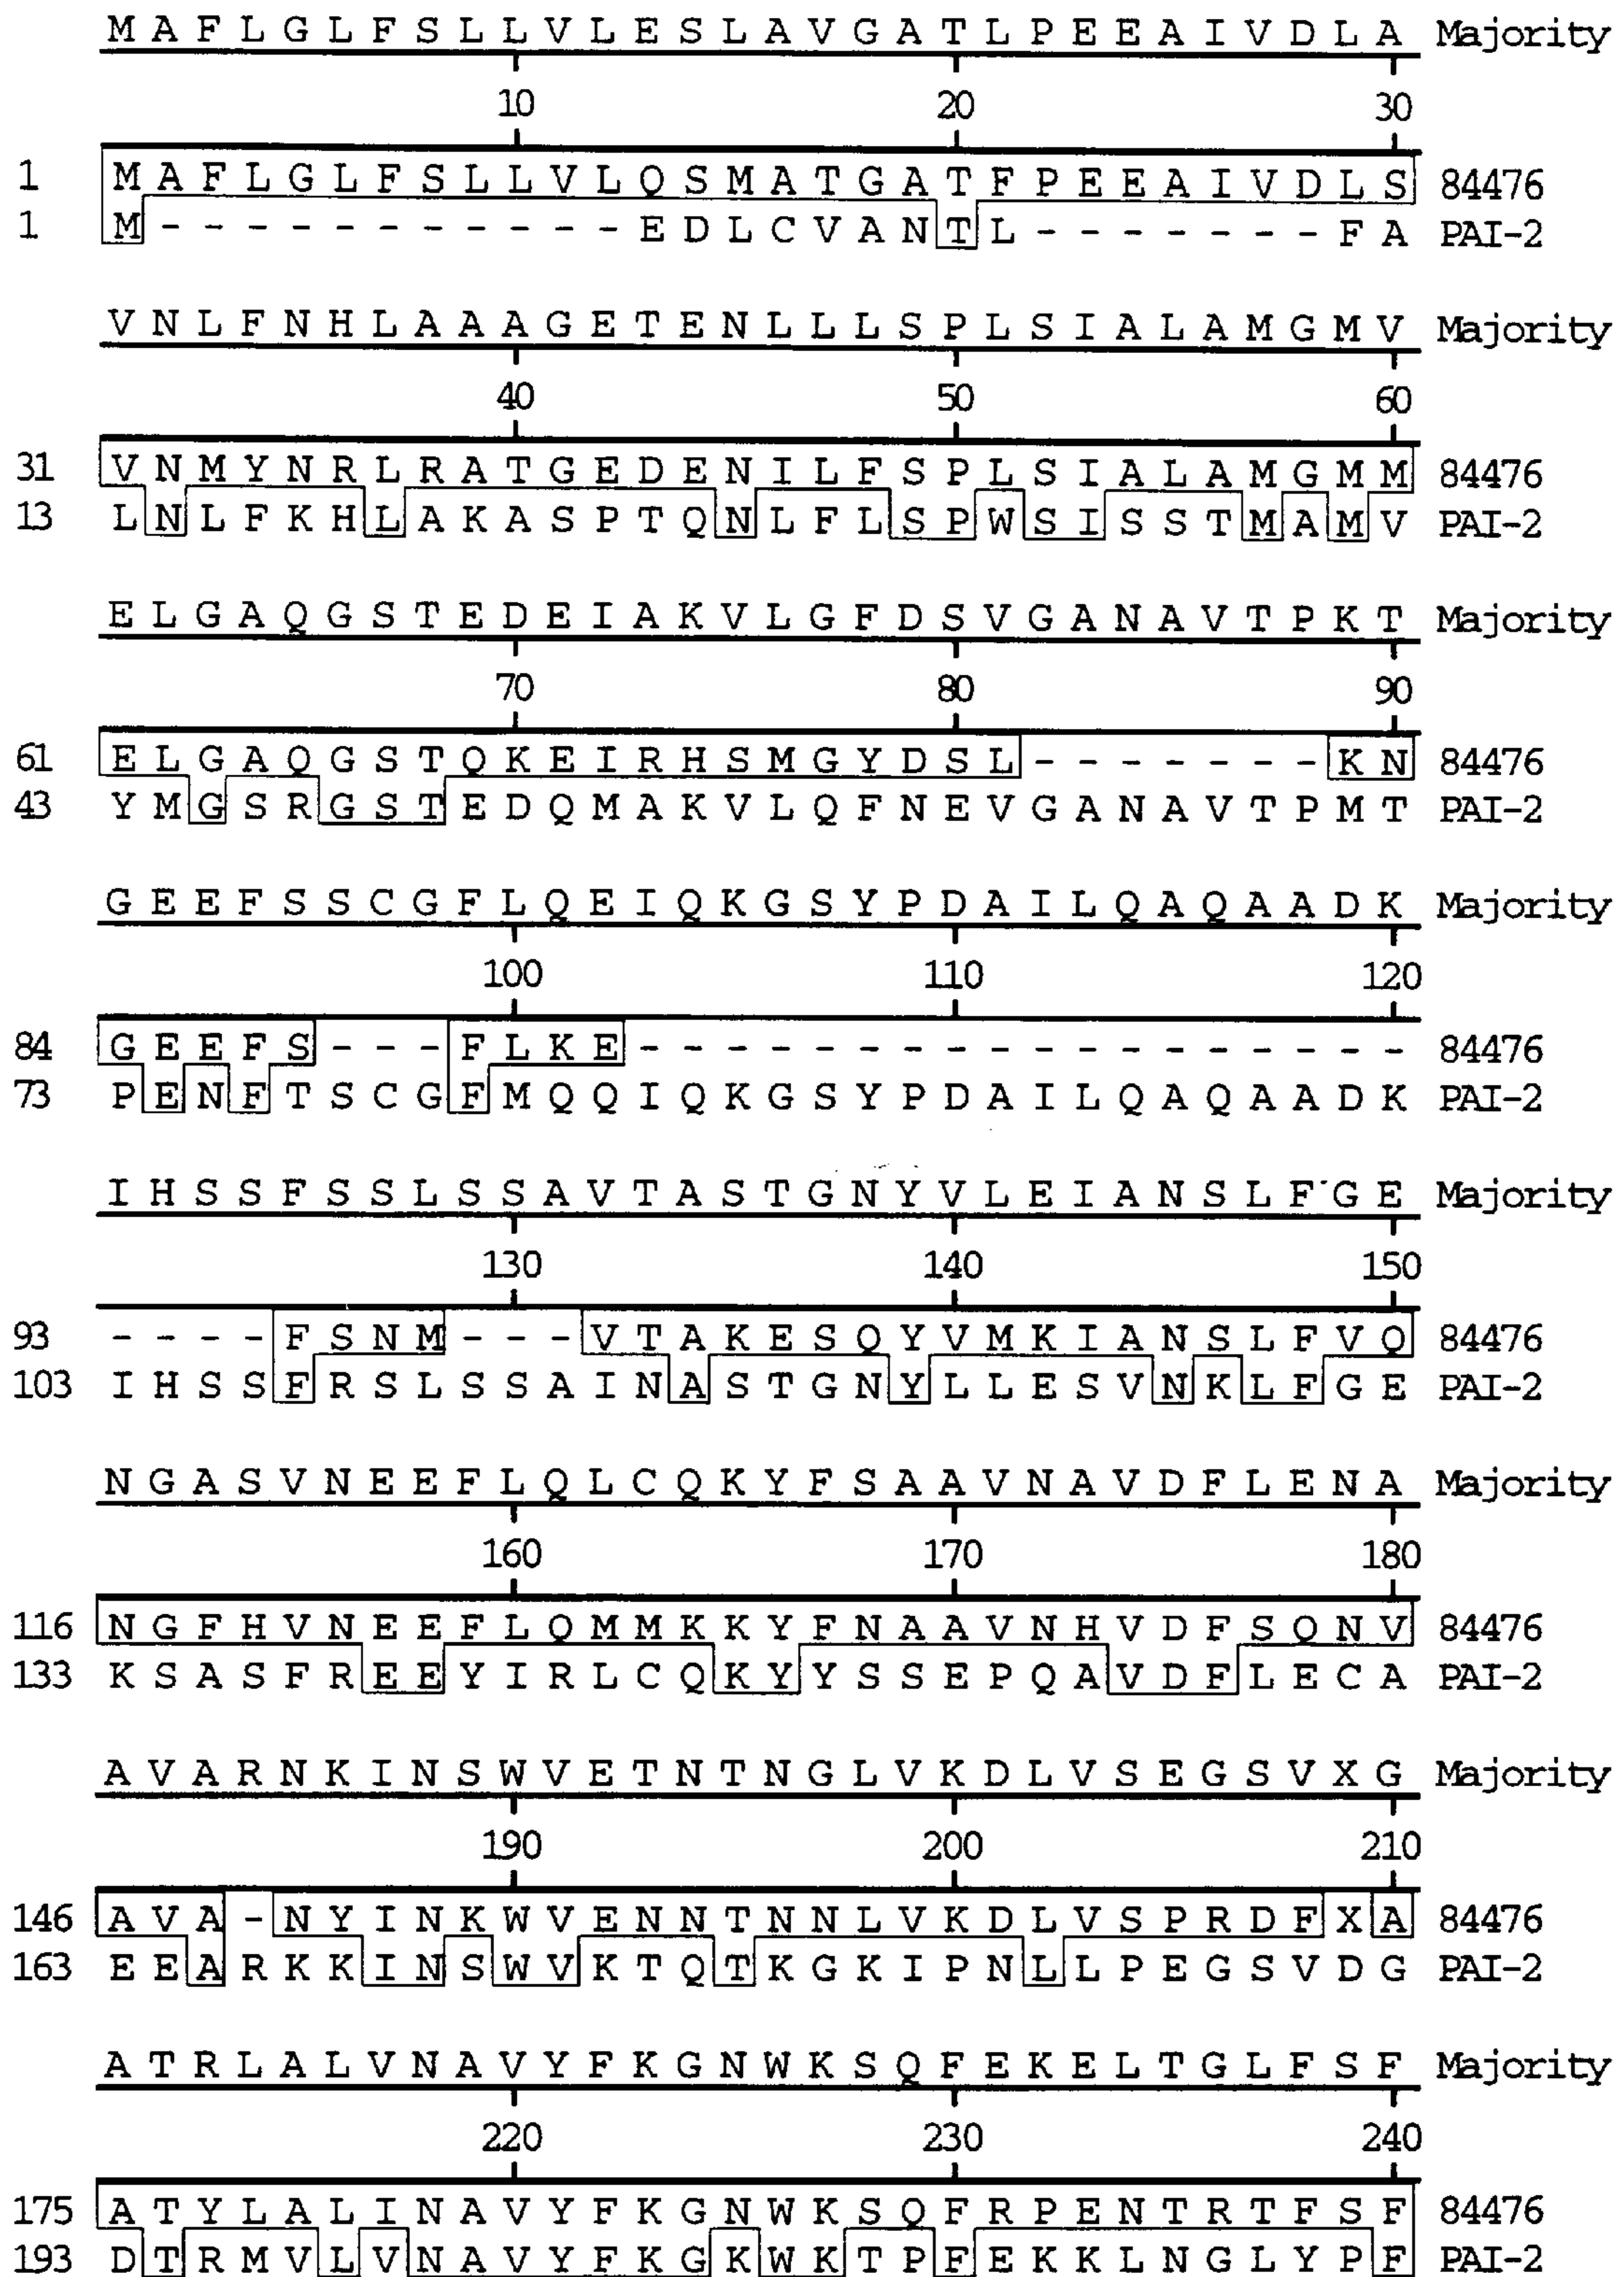 M A F L G L F S L L V L E S L A V G A T L P E E A I V D L A Majority
10 20 30
1 M A F L G L F S L L V L Q S M A T G A T F P E E A I V D L S 84476
1 M - - - - - - - - - - - E D L C V A N T L - - - - - - - F A PAI-2
V N L F N H L A A A G E T E N L L L S P L S I A L A M G M V Majority
40 50 60
31 V N M Y N R L R A T G E D E N I L F S P L S I A L A M G M M 84476
13 L N L F K H L A K A S P T Q N L F L S P W S I S S T M A M V PAI-2
E L G A Q G S T E D E I A K V L G F D S V G A N A V T P K T Majority
70 80 90
61 E L G A Q G S T Q K E I R H S M G Y D S L - - - - - - - K N 84476
43 Y M G S R G S T E D Q M A K V L Q F N E V G A N A V T P M T PAI-2
G E E F S S C G F L Q E I Q K G S Y P D A I L Q A Q A A D K Majority
100 110 120
84 G E E F S - - - F L K E - - - - - - - - - - - - - - - - - - 84476
73 P E N F T S C G F M Q Q I Q K G S Y P D A I L Q A Q A A D K PAI-2
I H S S F S S L S S A V T A S T G N Y V L E I A N S L F G E Majority
130 140 150
93 - - - - F S N M - - - V T A K E S Q Y V M K I A N S L F V Q 84476
103 I H S S F R S L S S A I N A S T G N Y L L E S V N K L F G E PAI-2
N G A S V N E E F L Q L C Q K Y F S A A V N A V D F L E N A Majority
160 170 180
116 N G F H V N E E F L Q M M K K Y F N A A V N H V D F S Q N V 84476
133 K S A S F R E E Y I R L C Q K Y Y S S E P Q A V D F L E C A PAI-2
A V A R N K I N S W V E T N T N G L V K D L V S E G S V X G Majority
190 200 210
146 A V A - N Y I N K W V E N N T N N L V K D L V S P R D F X A 84476
163 E E A R K K I N S W V K T Q T K G K I P N L L P E G S V D G PAI-2
A T R L A L V N A V Y F K G N W K S Q F E K E L T G L F S F Majority
220 230 240
175 A T Y L A L I N A V Y F K G N W K S Q F R P E N T R T F S F 84476
193 D T R M V L V N A V Y F K G K W K T P F E K K L N G L Y P F PAI-2